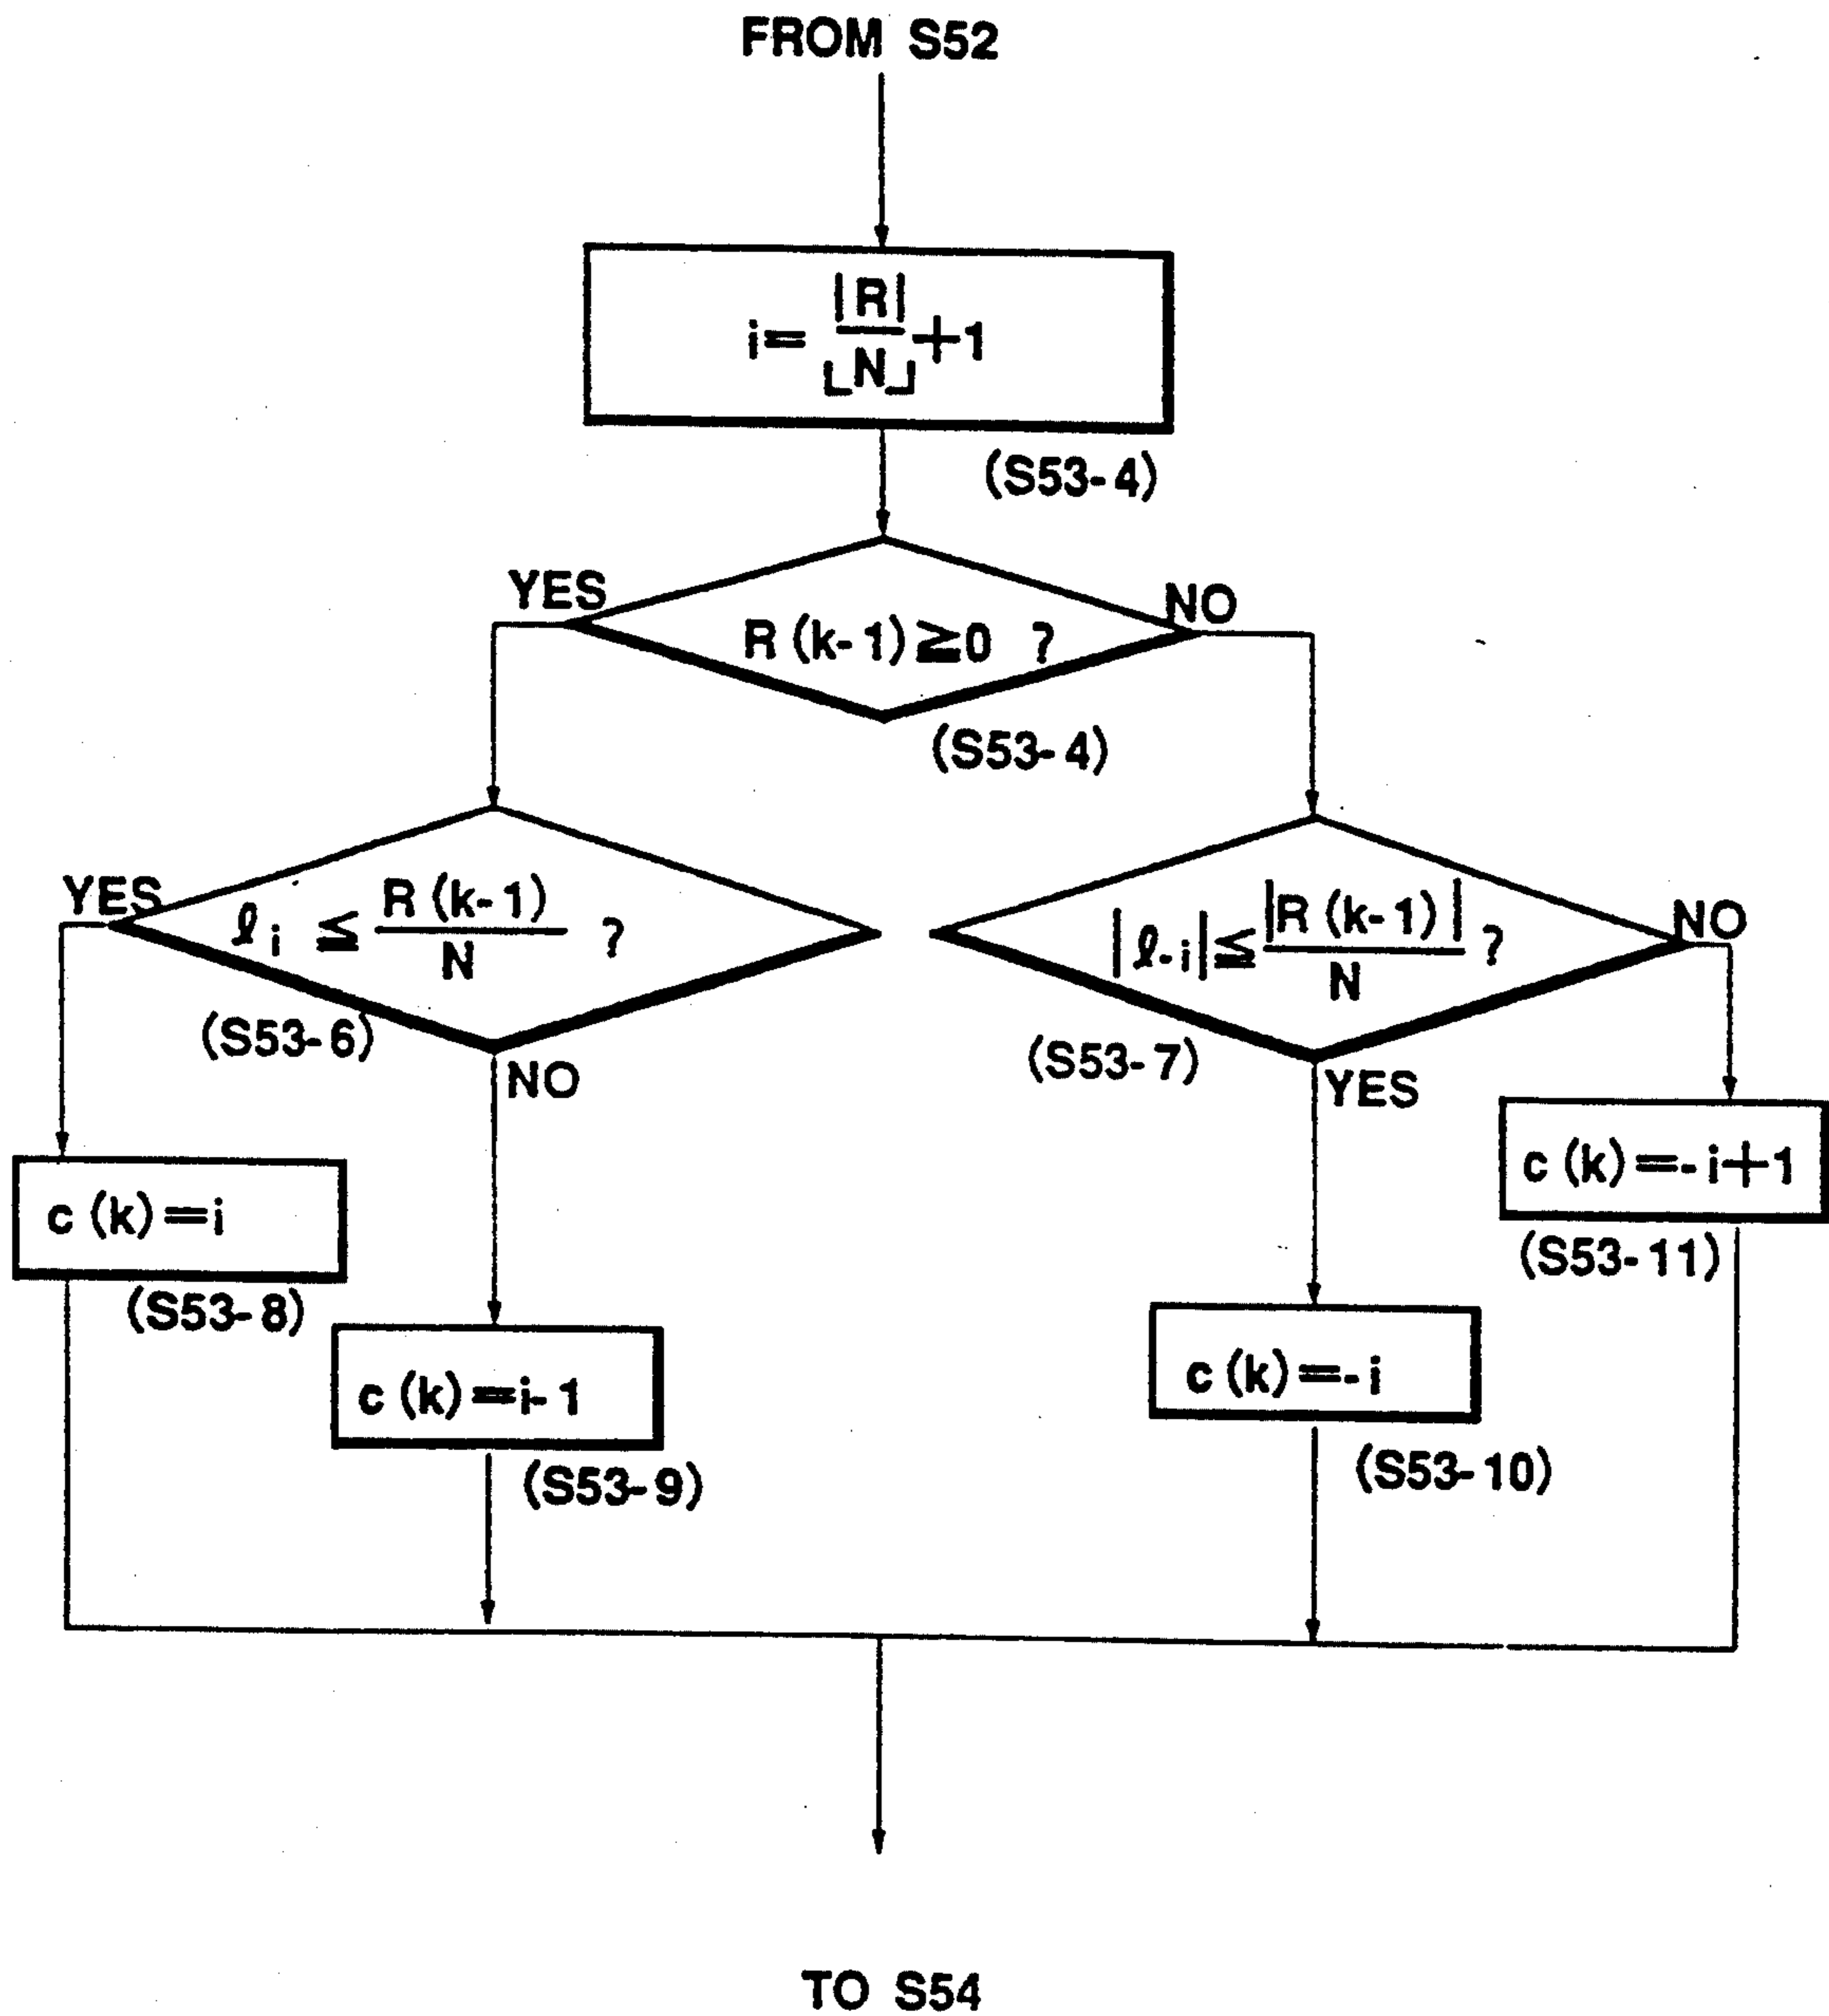 FROM S52
i= ⌊|R|/N⌋+1
(S53-4)
YES
NO
R (k-1) ≧0 ?
(S53-4)
YES
ℓi ≦ R (k-1)/N ?
(S53-6)
NO
|ℓ-i| ≦ |R (k-1)|/N ?
NO
(S53-7)
YES
c (k) =i
(S53-8)
c (k) =i-1
(S53-9)
c (k) =-i
(S53-10)
c (k) =-i+1
(S53-11)
TO S54